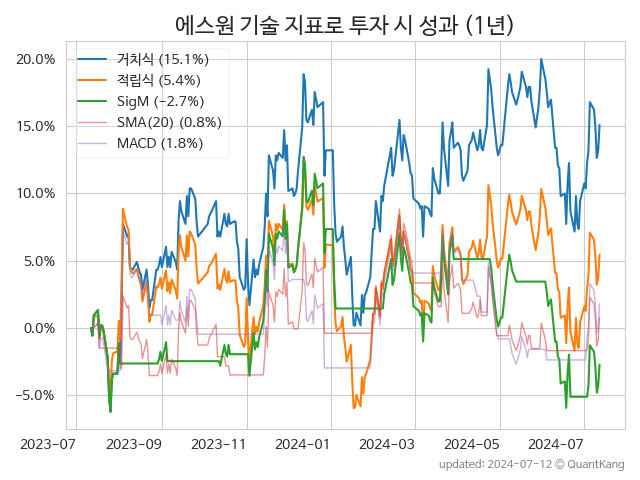 에스원 기술 지표로 투자 시 성과 (1년)
거치식 (15.1%)
적립식 (5.4%)
SigM (−2.7%)
SMA(20) (0.8%)
MACD (1.8%)
20.0%
15.0%
10.0%
5.0%
0.0%
−5.0%
2023-07 2023-09 2023-11 2024-01 2024-03 2024-05 2024-07
updated: 2024-07-12 © QuantKang